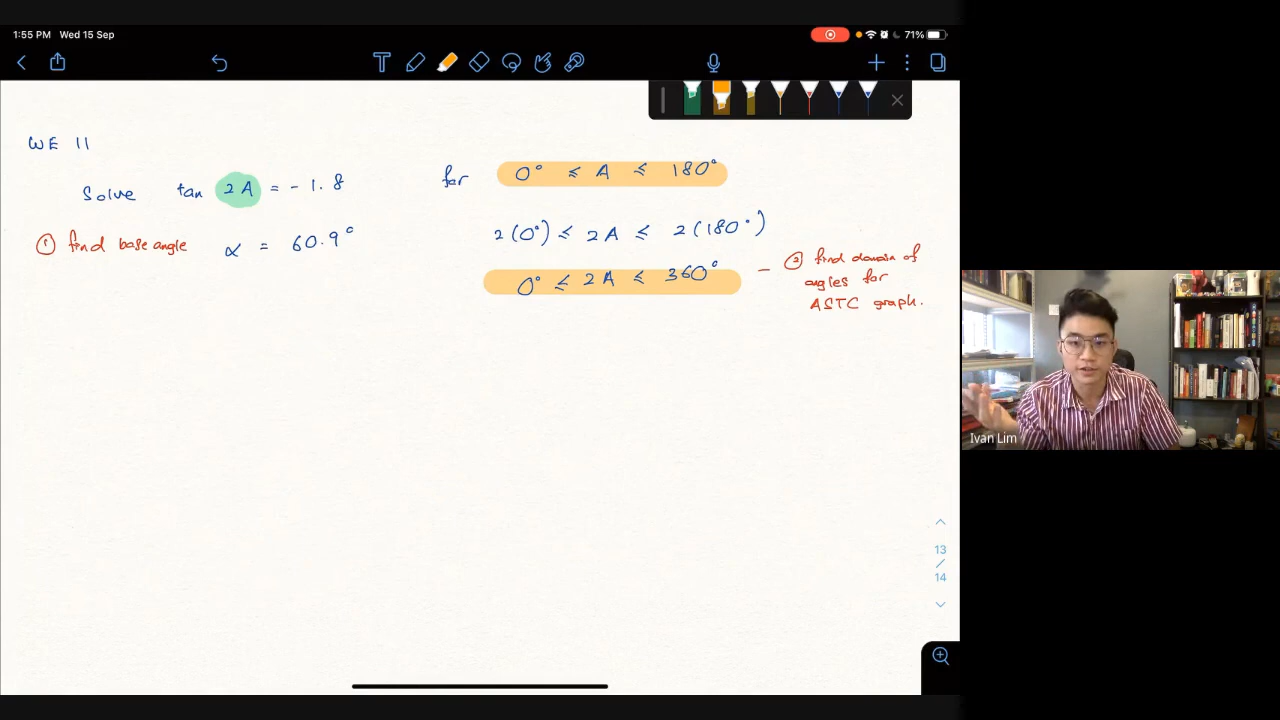 1:55 PM Wed 15 Sep
71%
WE 11
Solve tan 2A = - 1.8 for 0° ≤ A ≤ 180°
① find base angle α = 60.9°
2(0°) ≤ 2A ≤ 2(180°)
0° ≤ 2A ≤ 360° — ② find domain of
angles for
ASTC graph.
Ivan Lim
13
/
14